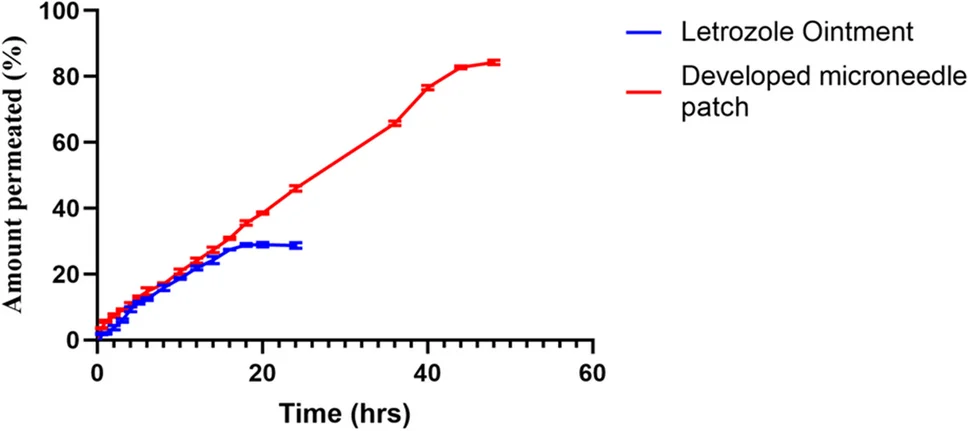 Amount permeated (%)
100
80
60
40
20
0
0 20 40 60
Time (hrs)
Letrozole Ointment
Developed microneedle
patch